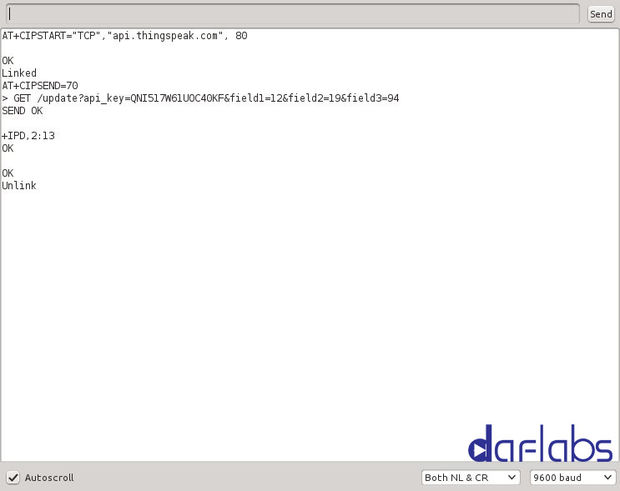 Send
AT+CIPSTART="TCP","api.thingspeak.com", 80
OK
Linked
AT+CIPSEND=70
> GET /update?api_key=QNI517W61UOC4OKF&field1=12&field2=19&field3=94
SEND OK
+IPD,2:13
OK
OK
Unlink
darlabs
Autoscroll
Both NL & CR
9600 baud